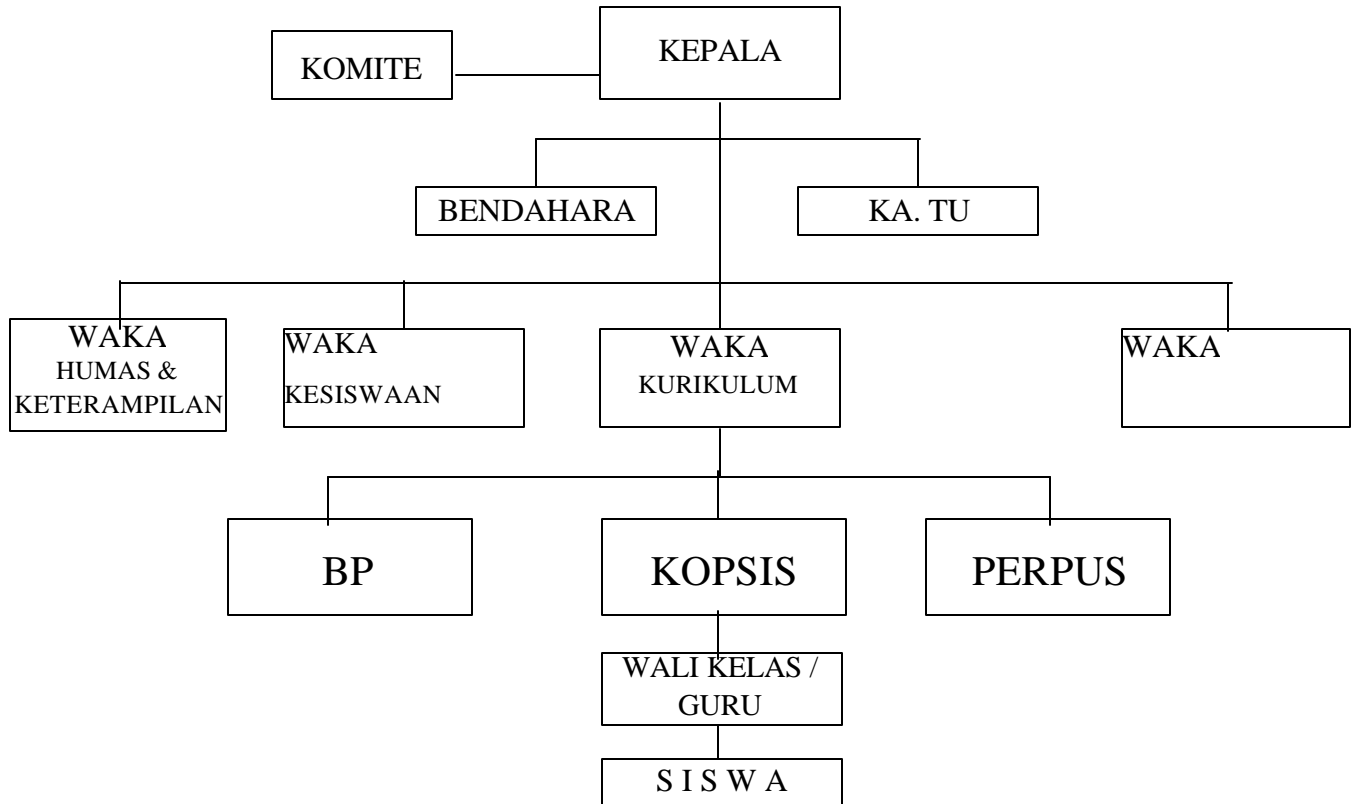 KOMITE
KEPALA
BENDAHARA
KA. TU
WAKA
HUMAS &
KETERAMPILAN
WAKA
KESISWAAN
WAKA
KURIKULUM
WAKA
BP
KOPSIS
PERPUS
WALI KELAS /
GURU
S I S W A